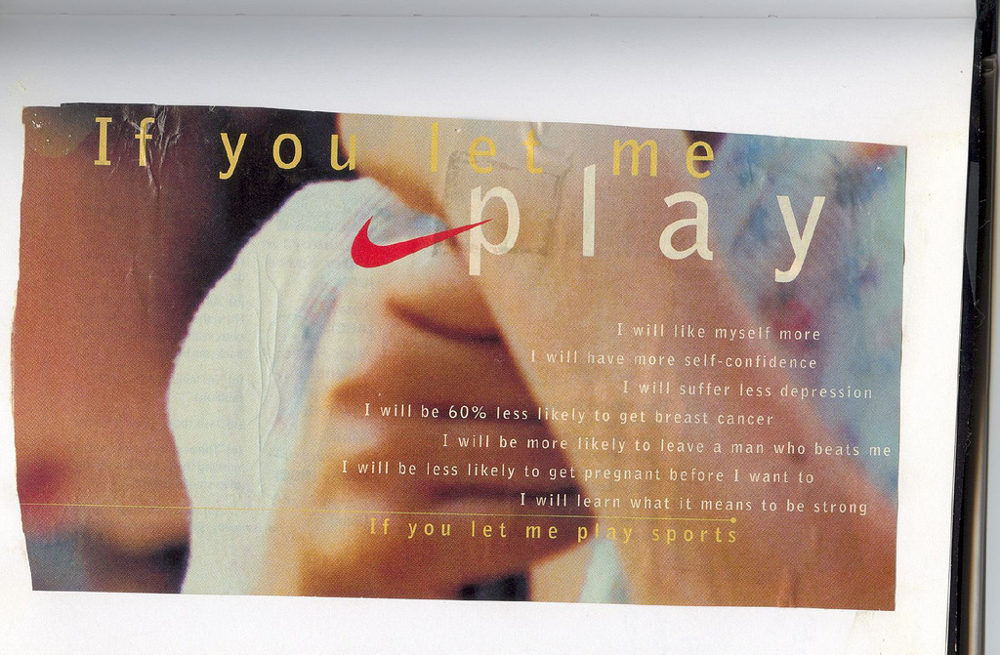 If you let me
play
I will like myself more
I will have more self-confidence
I will suffer less depression
I will be 60% less likely to get breast cancer
I will be more likely to leave a man who beats me
I will be less likely to get pregnant before I want to
I will learn what it means to be strong
If you let me play sports